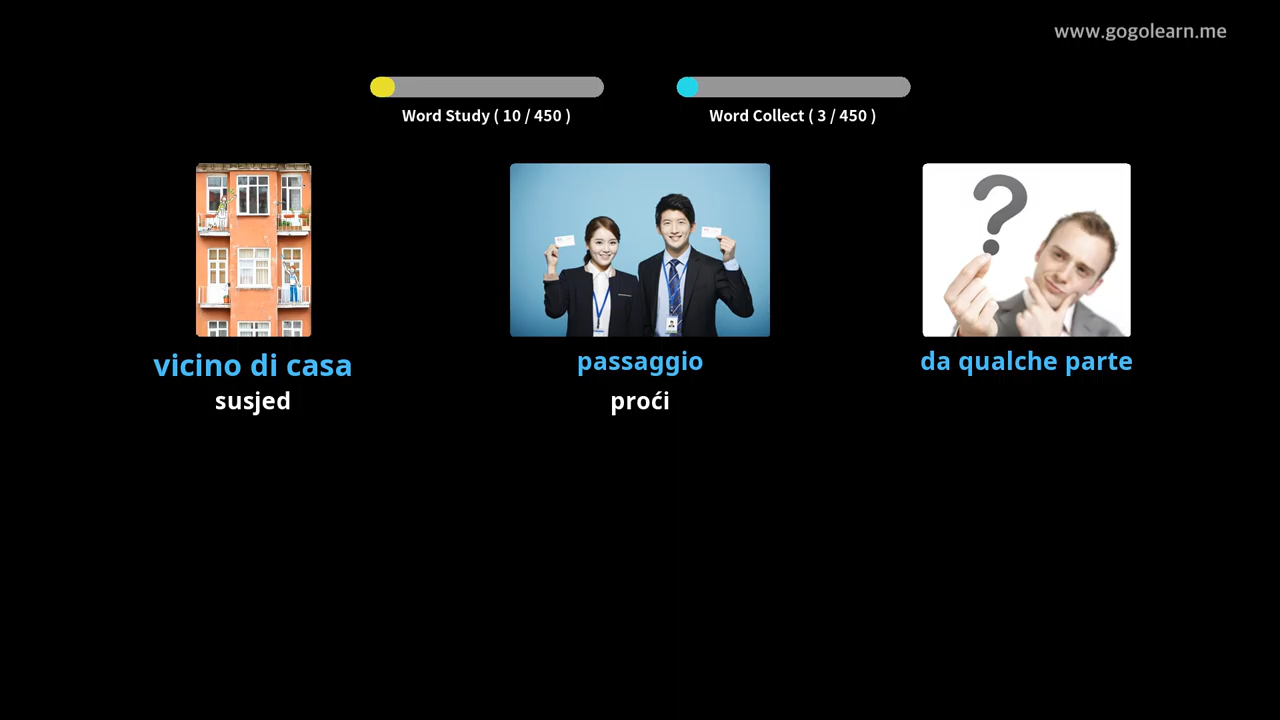 www.gogolearn.me
Word Study ( 10 / 450 )
Word Collect ( 3 / 450 )
vicino di casa
passaggio
da qualche parte
susjed
proći